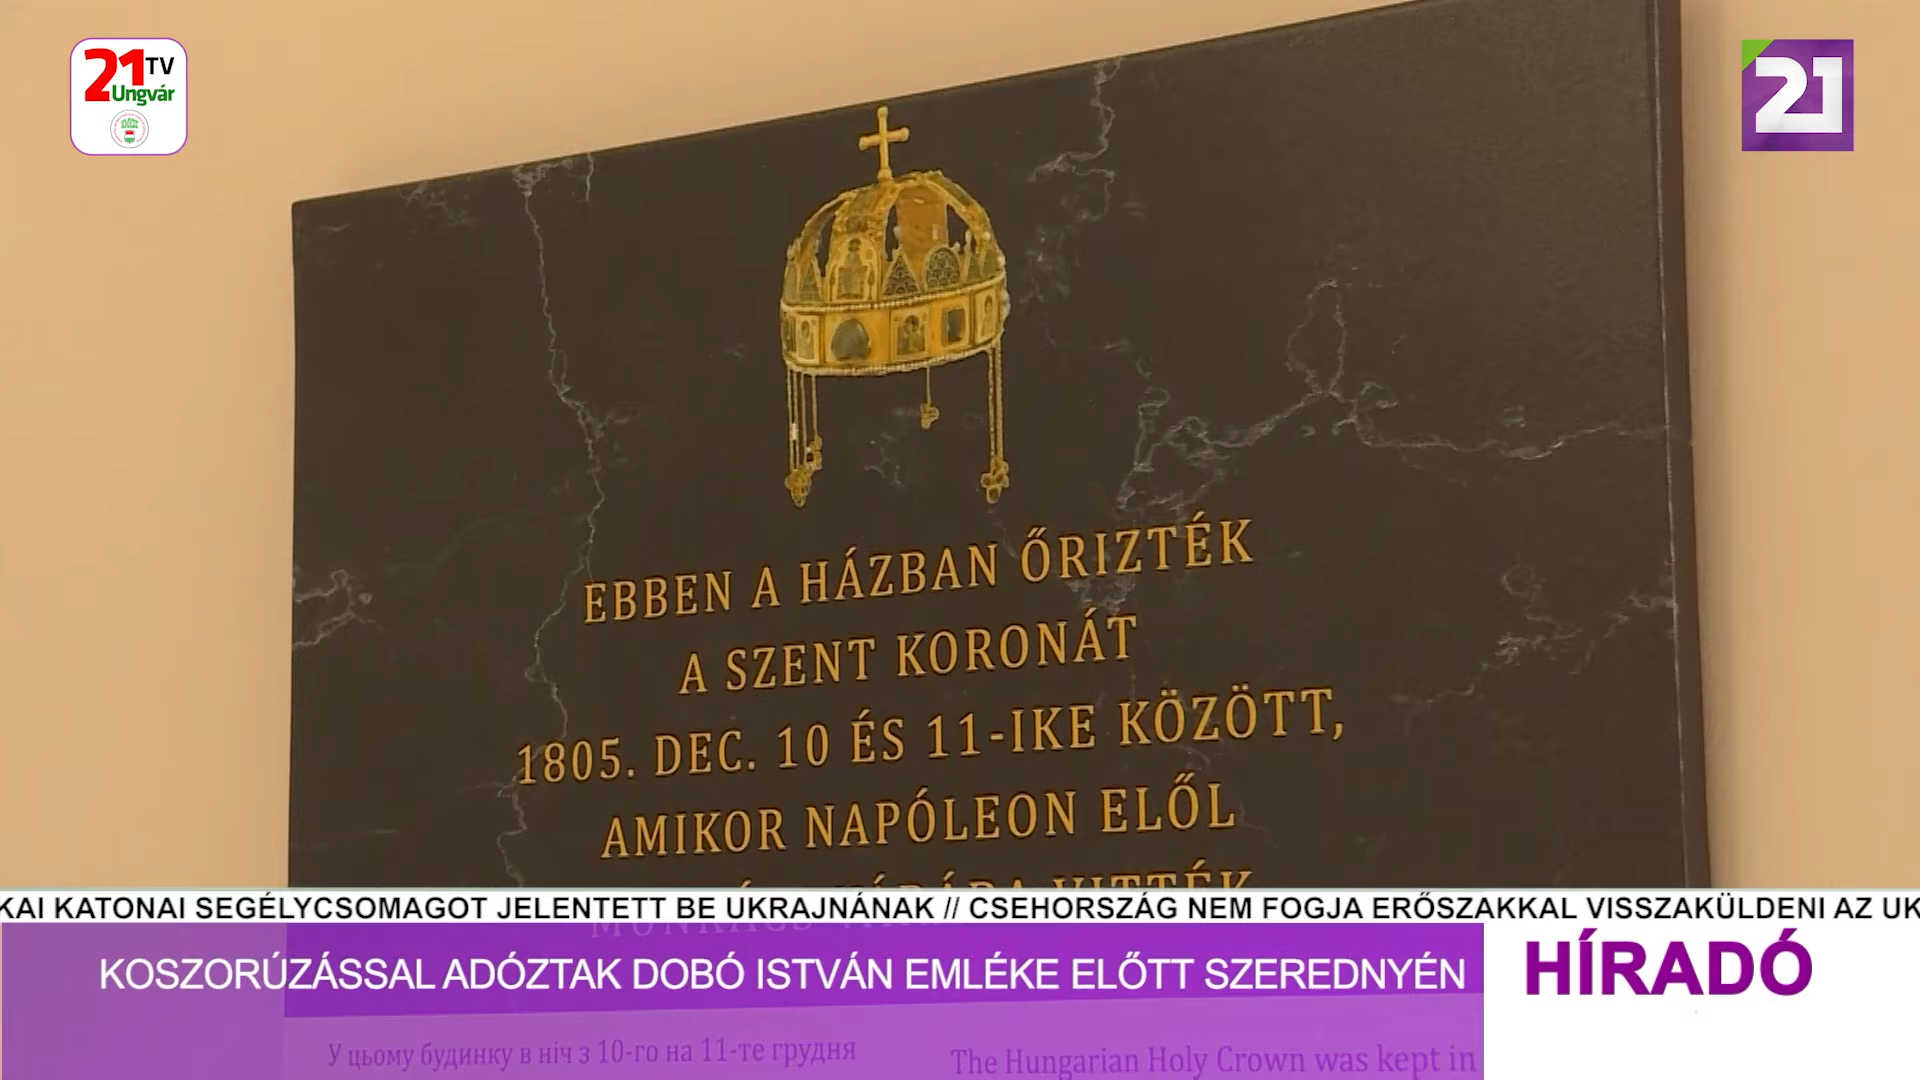 21 TV
Ungvár
21
EBBEN A HÁZBAN ŐRIZTÉK
A SZENT KORONÁT
1805. DEC. 10 ÉS 11-IKE KÖZÖTT,
AMIKOR NAPÓLEON ELŐL
VITTÉK
KAI KATONAI SEGÉLYCSOMAGOT JELENTETT BE UKRAJNÁNAK // CSEHORSZÁG NEM FOGJA ERŐSZAKKAL VISSZAKÜLDENI AZ UK
KOSZORÚZÁSSAL ADÓZTAK DOBÓ ISTVÁN EMLÉKE ELŐTT SZEREDNYÉN
HÍRADÓ
У цьому будинку в ніч з 10-го на 11-те грудня
The Hungarian Holy Crown was kept in